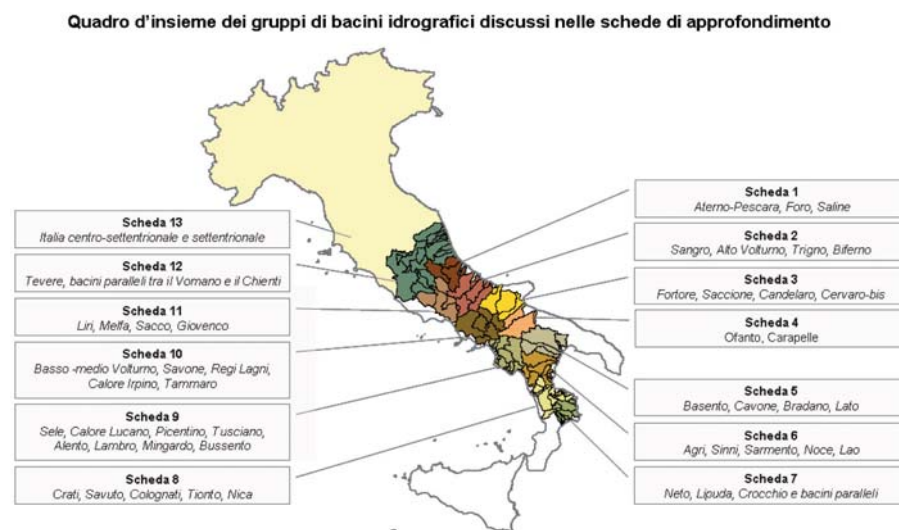 Quadro d'insieme dei gruppi di bacini idrografici discussi nelle schede di approfondimento
Scheda 1
Aterno-Pescara, Foro, Saline
Scheda 2
Sangro, Alto Volturno, Trigno, Biferno
Scheda 3
Fortore, Saccione, Candelaro, Cervaro-bis
Scheda 4
Ofanto, Carapelle
Scheda 5
Basento, Cavone, Bradano, Lato
Scheda 6
Agri, Sinni, Sarmento, Noce, Lao
Scheda 7
Neto, Lipuda, Crocchio e bacini paralleli
Scheda 13
Italia centro-settentrionale e settentrionale
Scheda 12
Tevere, bacini paralleli tra il Vomano e il Chienti
Scheda 11
Liri, Melfa, Sacco, Giovenco
Scheda 10
Basso -medio Volturno, Savone, Regi Lagni,
Calore Irpino, Tammaro
Scheda 9
Sele, Calore Lucano, Picentino, Tusciano,
Alento, Lambro, Mingardo, Bussento
Scheda 8
Crati, Savuto, Colognati, Tionto, Nica